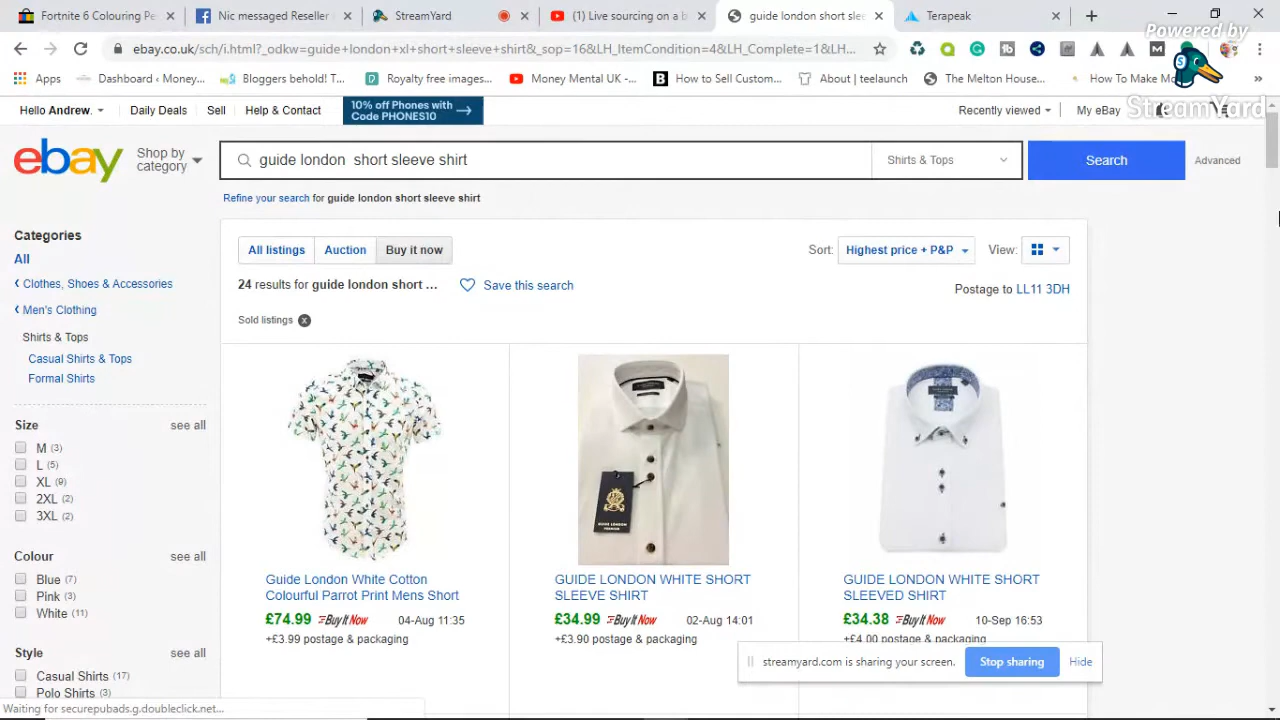 Fortnite 6 Colouring Pe
Nic messaged Reseller
StreamYard
(1) Live sourcing on a b
guide london short slee
Terapeak
Powered by
StreamYard
ebay.co.uk/sch/i.html?_odkw=guide+london+xl+short+sleeve+shirt&_sop=16&LH_ItemCondition=4&LH_Complete=1&LH...
Apps
Dashboard ‹ Money...
Bloggers behold! T...
Royalty free images...
Money Mental UK -...
How to Sell Custom...
About | teelaunch
The Melton House...
How To Make Mo
»
Hello Andrew.
Daily Deals
Sell
Help & Contact
10% off Phones with
Code PHONES10
Recently viewed
My eBay
ebay
Shop by
category
guide london short sleeve shirt
Shirts & Tops
Search
Advanced
Refine your search for guide london short sleeve shirt
Categories
All
Clothes, Shoes & Accessories
Men's Clothing
Shirts & Tops
Casual Shirts & Tops
Formal Shirts
Size see all
M (3)
L (5)
XL (9)
2XL (2)
3XL (2)
Colour see all
Blue (7)
Pink (3)
White (11)
Style see all
Casual Shirts (17)
Polo Shirts (3)
All listings
Auction
Buy it now
Sort: Highest price + P&P
View:
24 results for guide london short ...
Save this search
Postage to LL11 3DH
Sold listings
Guide London White Cotton
Colourful Parrot Print Mens Short
£74.99 Buy It Now 04-Aug 11:35
+£3.99 postage & packaging
GUIDE LONDON WHITE SHORT
SLEEVE SHIRT
£34.99 Buy It Now 02-Aug 14:01
+£3.90 postage & packaging
GUIDE LONDON WHITE SHORT
SLEEVED SHIRT
£34.38 Buy It Now 10-Sep 16:53
+£4.00 postage & packaging
streamyard.com is sharing your screen.
Stop sharing
Hide
Waiting for securepubads.g.doubleclick.net...